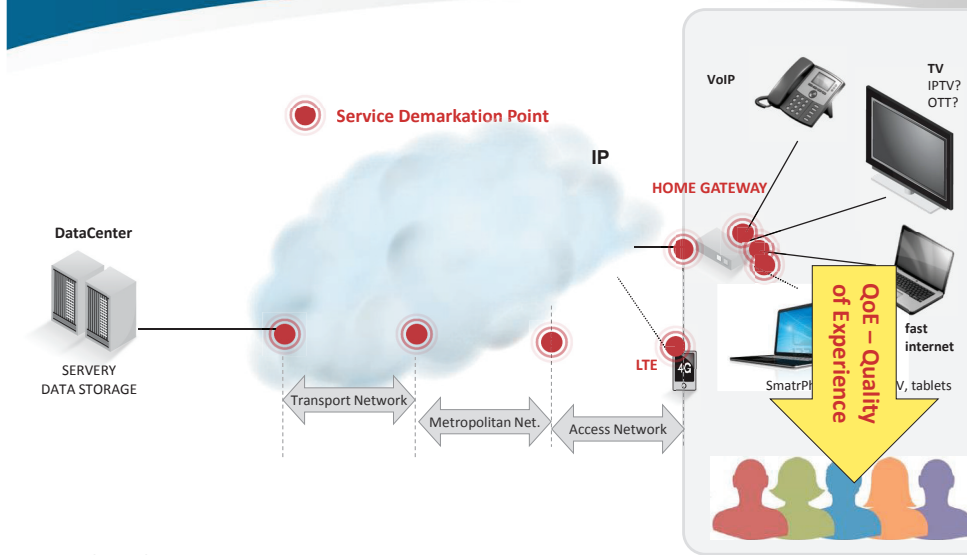 VoIP
TV
IPTV?
OTT?
Service Demarkation Point
IP
HOME GATEWAY
DataCenter
SERVERY
DATA STORAGE
LTE
4G
QoE – Quality
of Experience
fast
internet
SmatrPh V, tablets
Transport Network
Metropolitan Net.
Access Network